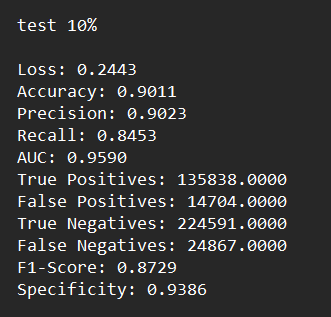 test 10%
Loss: 0.2443
Accuracy: 0.9011
Precision: 0.9023
Recall: 0.8453
AUC: 0.9590
True Positives: 135838.0000
False Positives: 14704.0000
True Negatives: 224591.0000
False Negatives: 24867.0000
F1-Score: 0.8729
Specificity: 0.9386